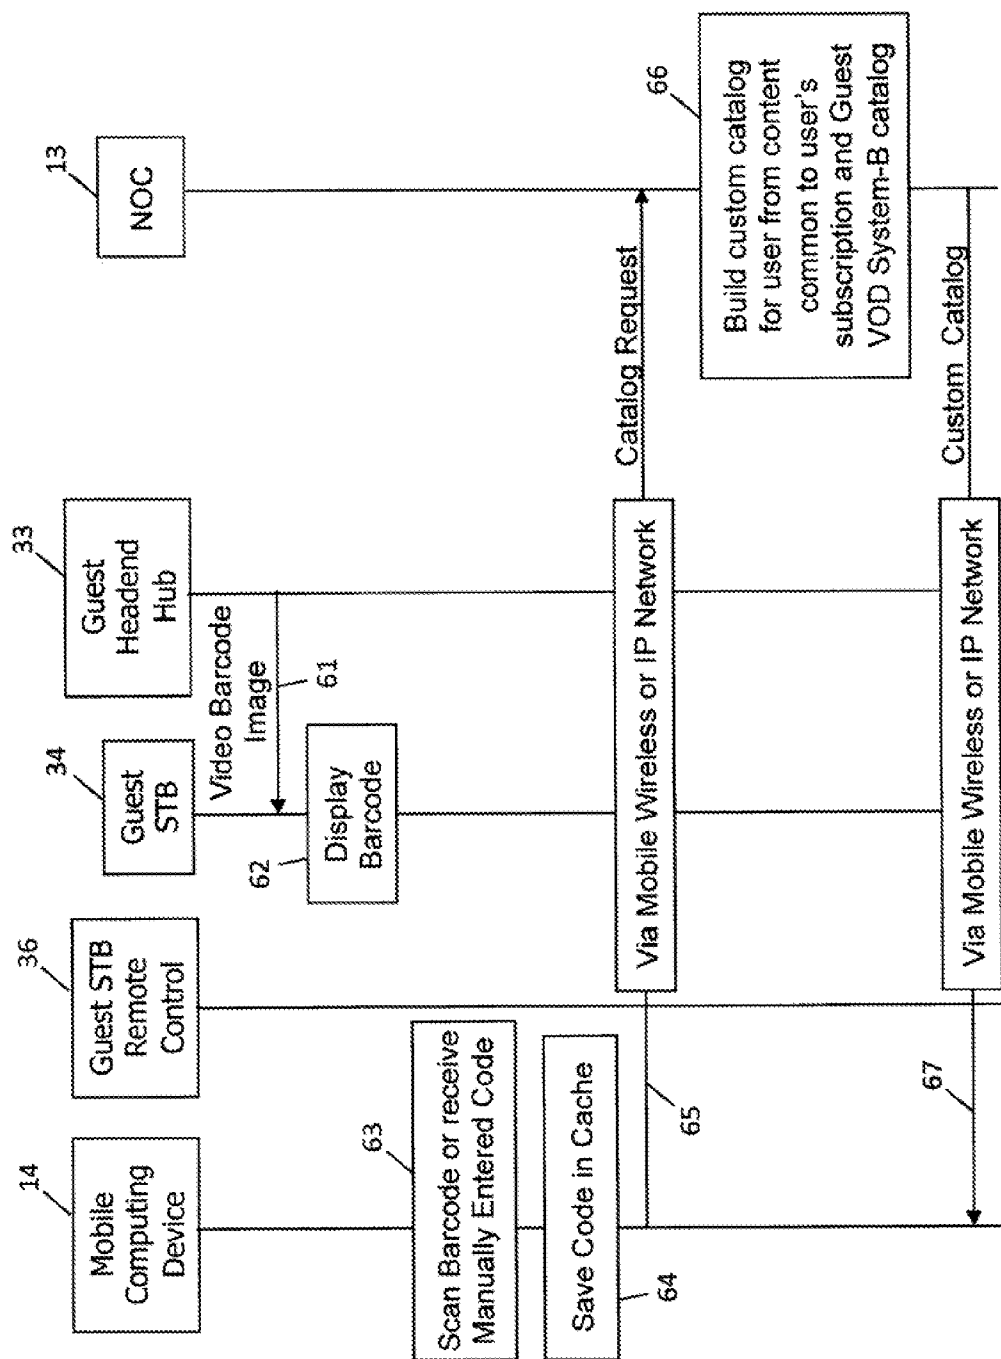 14
Mobile
Computing
Device
36
Guest STB
Remote
Control
34
Guest
STB
33
Guest
Headend
Hub
13
NOC
Video Barcode
Image
61
62
Display
Barcode
63
Scan Barcode or receive
Manually Entered Code
Save Code in Cache
64
65
Via Mobile Wireless or IP Network
Catalog Request
66
Build custom catalog
for user from content
common to user's
subscription and Guest
VOD System-B catalog
67
Via Mobile Wireless or IP Network
Custom Catalog